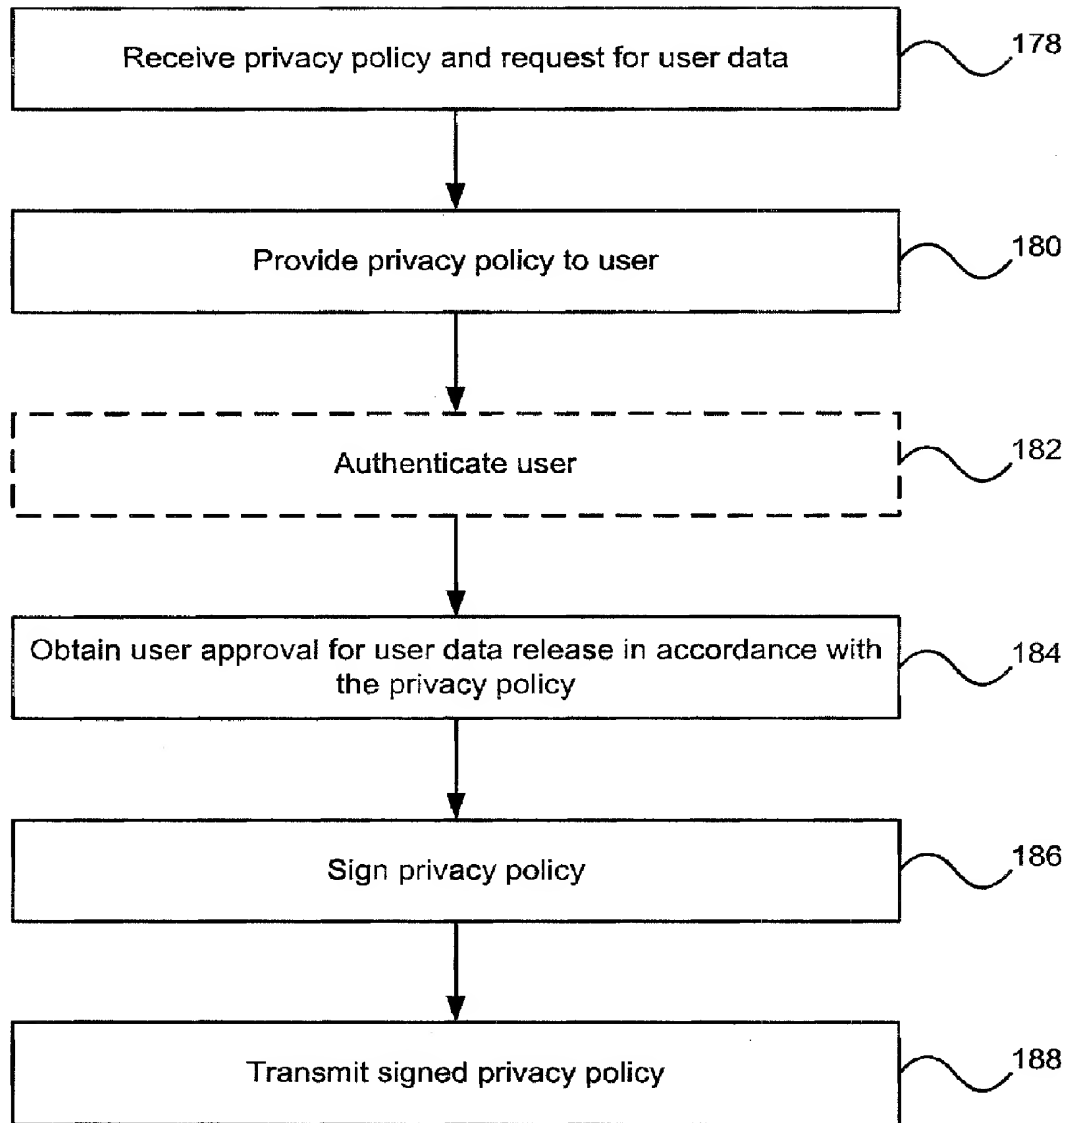 Receive privacy policy and request for user data
178
Provide privacy policy to user
180
Authenticate user
182
Obtain user approval for user data release in accordance with
the privacy policy
184
Sign privacy policy
186
Transmit signed privacy policy
188